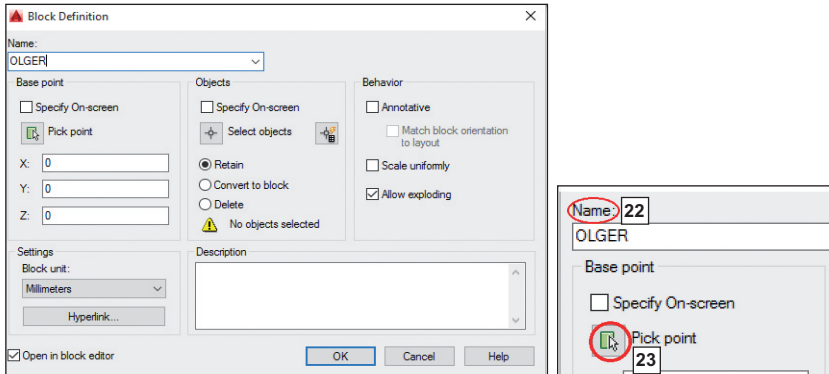 Block Definition
Name:
OLGER
Base point
Specify On-screen
Pick point
X: 0
Y: 0
Z: 0
Objects
Specify On-screen
Select objects
Retain
Convert to block
Delete
No objects selected
Behavior
Annotative
Match block orientation
to layout
Scale uniformly
Allow exploding
Settings
Block unit:
Millimeters
Hyperlink...
Description
Open in block editor
OK Cancel Help
Name: 22
OLGER
Base point
Specify On-screen
Pick point
23